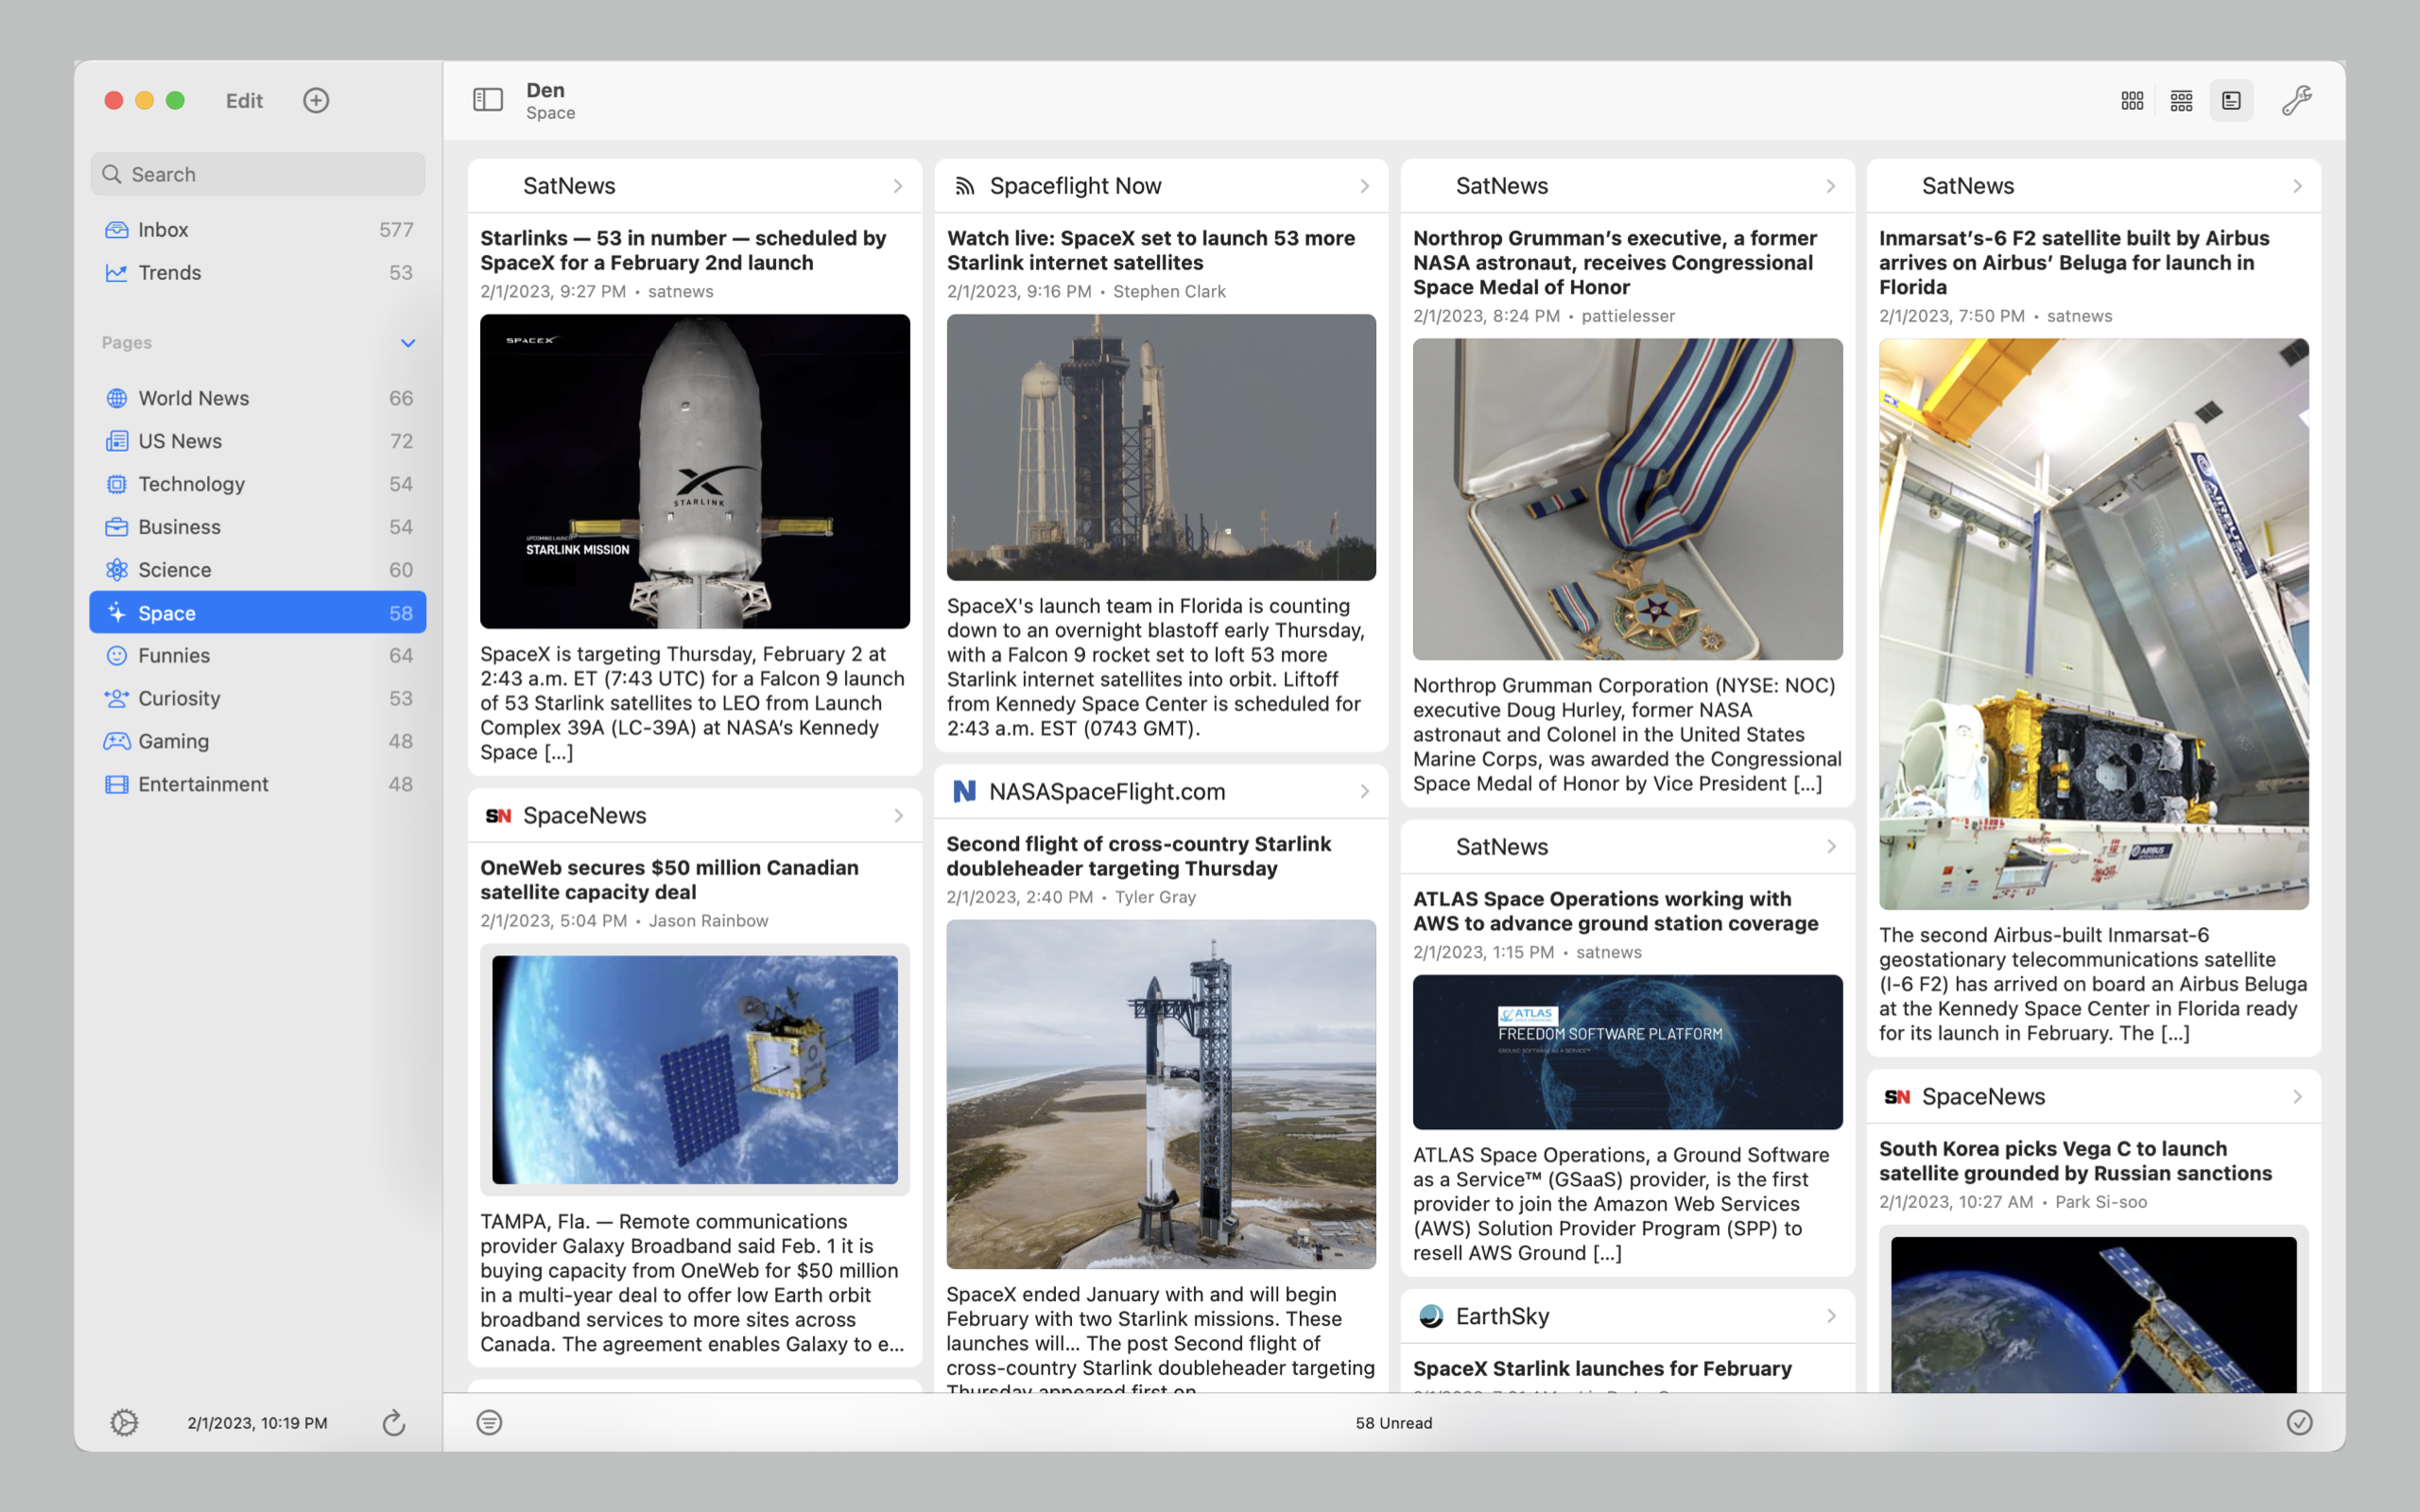 Edit
Search
Inbox 577
Trends 53
Pages
World News 66
US News 72
Technology 54
Business 54
Science 60
Space 58
Funnies 64
Curiosity 53
Gaming 48
Entertainment 48
2/1/2023, 10:19 PM
Den
Space
SatNews
Starlinks — 53 in number — scheduled by
SpaceX for a February 2nd launch
2/1/2023, 9:27 PM • satnews
SPACEX
STARLINK
UPCOMING LAUNCH
STARLINK MISSION
SpaceX is targeting Thursday, February 2 at
2:43 a.m. ET (7:43 UTC) for a Falcon 9 launch
of 53 Starlink satellites to LEO from Launch
Complex 39A (LC-39A) at NASA's Kennedy
Space [...]
SN SpaceNews
OneWeb secures $50 million Canadian
satellite capacity deal
2/1/2023, 5:04 PM • Jason Rainbow
TAMPA, Fla. — Remote communications
provider Galaxy Broadband said Feb. 1 it is
buying capacity from OneWeb for $50 million
in a multi-year deal to offer low Earth orbit
broadband services to more sites across
Canada. The agreement enables Galaxy to e...
Spaceflight Now
Watch live: SpaceX set to launch 53 more
Starlink internet satellites
2/1/2023, 9:16 PM • Stephen Clark
SpaceX's launch team in Florida is counting
down to an overnight blastoff early Thursday,
with a Falcon 9 rocket set to loft 53 more
Starlink internet satellites into orbit. Liftoff
from Kennedy Space Center is scheduled for
2:43 a.m. EST (0743 GMT).
N NASASpaceFlight.com
Second flight of cross-country Starlink
doubleheader targeting Thursday
2/1/2023, 2:40 PM • Tyler Gray
SpaceX ended January with and will begin
February with two Starlink missions. These
launches will... The post Second flight of
cross-country Starlink doubleheader targeting
Thursday appeared first on
SatNews
Northrop Grumman’s executive, a former
NASA astronaut, receives Congressional
Space Medal of Honor
2/1/2023, 8:24 PM • pattielesser
Northrop Grumman Corporation (NYSE: NOC)
executive Doug Hurley, former NASA
astronaut and Colonel in the United States
Marine Corps, was awarded the Congressional
Space Medal of Honor by Vice President [...]
SatNews
ATLAS Space Operations working with
AWS to advance ground station coverage
2/1/2023, 1:15 PM • satnews
ATLAS
FREEDOM SOFTWARE PLATFORM
GROUND SOFTWARE AS A SERVICE™
ATLAS Space Operations, a Ground Software
as a Service™ (GSaaS) provider, is the first
provider to join the Amazon Web Services
(AWS) Solution Provider Program (SPP) to
resell AWS Ground [...]
EarthSky
SpaceX Starlink launches for February
SatNews
Inmarsat’s-6 F2 satellite built by Airbus
arrives on Airbus’ Beluga for launch in
Florida
2/1/2023, 7:50 PM • satnews
AIRBUS
AIRBUS
The second Airbus-built Inmarsat-6
geostationary telecommunications satellite
(I-6 F2) has arrived on board an Airbus Beluga
at the Kennedy Space Center in Florida ready
for its launch in February. The [...]
SN SpaceNews
South Korea picks Vega C to launch
satellite grounded by Russian sanctions
2/1/2023, 10:27 AM • Park Si-soo
58 Unread